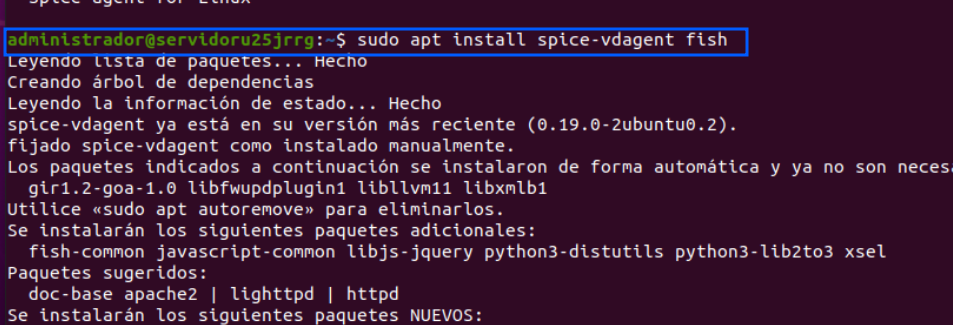 spice agent for Linux
administrador@servidoru25jrrg:~$ sudo apt install spice-vdagent fish
Leyendo lista de paquetes... Hecho
Creando árbol de dependencias
Leyendo la información de estado... Hecho
spice-vdagent ya está en su versión más reciente (0.19.0-2ubuntu0.2).
fijado spice-vdagent como instalado manualmente.
Los paquetes indicados a continuación se instalaron de forma automática y ya no son
gir1.2-goa-1.0 libfwupdplugin1 libllvm11 libxmlb1
Utilice «sudo apt autoremove» para eliminarlos.
Se instalarán los siguientes paquetes adicionales:
fish-common javascript-common libjs-jquery python3-distutils python3-lib2to3 xsel
Paquetes sugeridos:
doc-base apache2 | lighttpd | httpd
Se instalarán los siguientes paquetes NUEVOS: